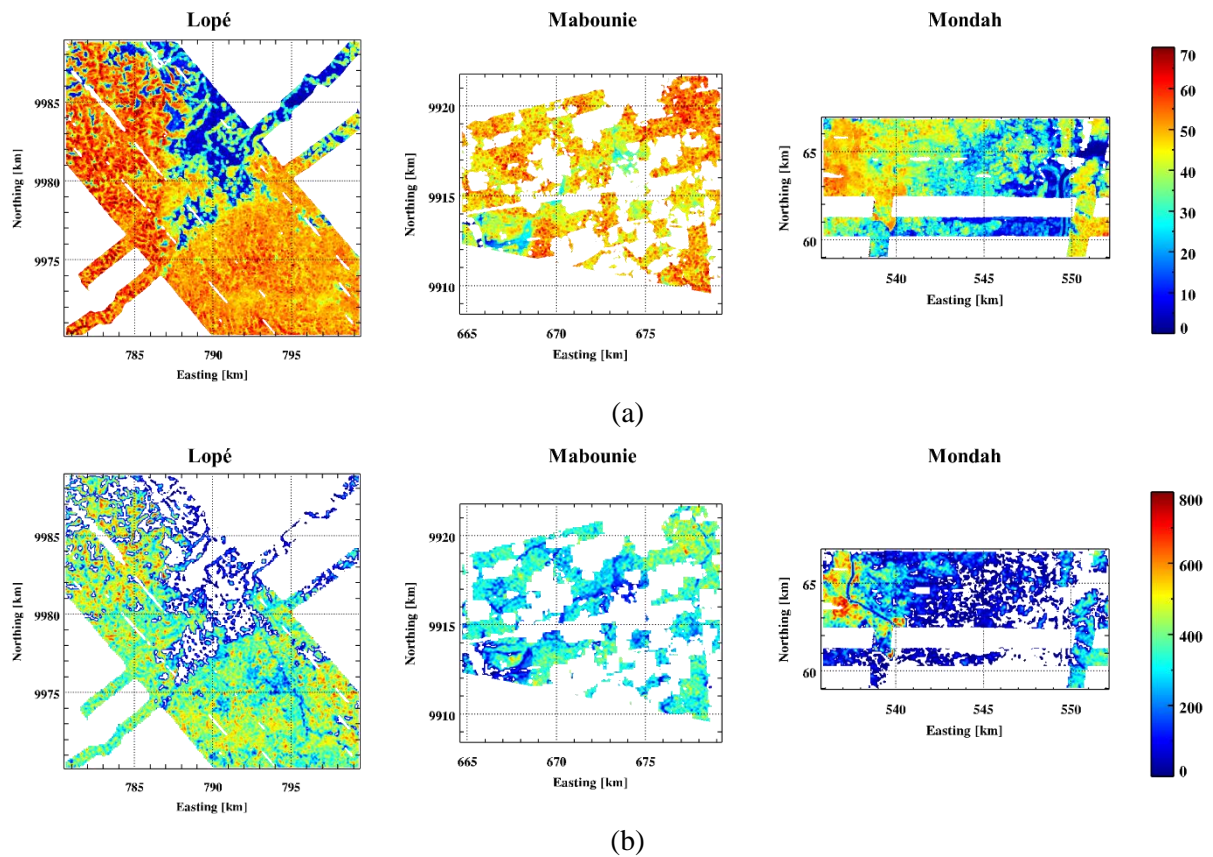 Lopé Mabounie Mondah
9985
9980
9975
Northing [km]
785 790 795
Easting [km]
9920
9915
9910
Northing [km]
665 670 675
Easting [km]
65
60
Northing [km]
540 545 550
Easting [km]
70
60
50
40
30
20
10
0
(a)
Lopé Mabounie Mondah
9985
9980
9975
Northing [km]
785 790 795
Easting [km]
9920
9915
9910
Northing [km]
665 670 675
Easting [km]
65
60
Northing [km]
540 545 550
Easting [km]
800
600
400
200
0
(b)